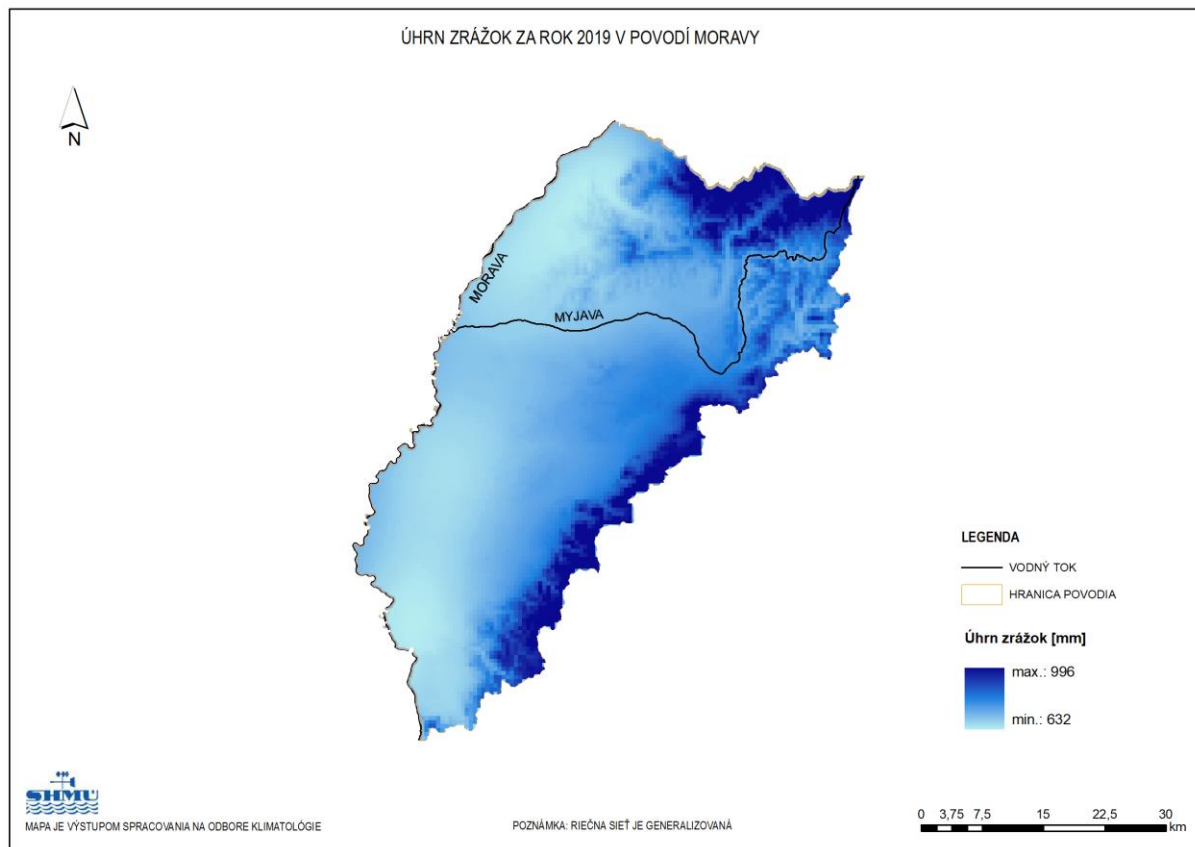 ÚHRN ZRÁŽOK ZA ROK 2019 V POVODÍ MORAVY
N
MORAVA
MYJAVA
LEGENDA
VODNÝ TOK
HRANICA POVODIA
Úhrn zrážok [mm]
max.: 996
min.: 632
SHMÚ
MAPA JE VÝSTUPOM SPRACOVANIA NA ODBORE KLIMATOLÓGIE
POZNÁMKA: RIEČNA SIEŤ JE GENERALIZOVANÁ
0 3,75 7,5 15 22,5 30
km